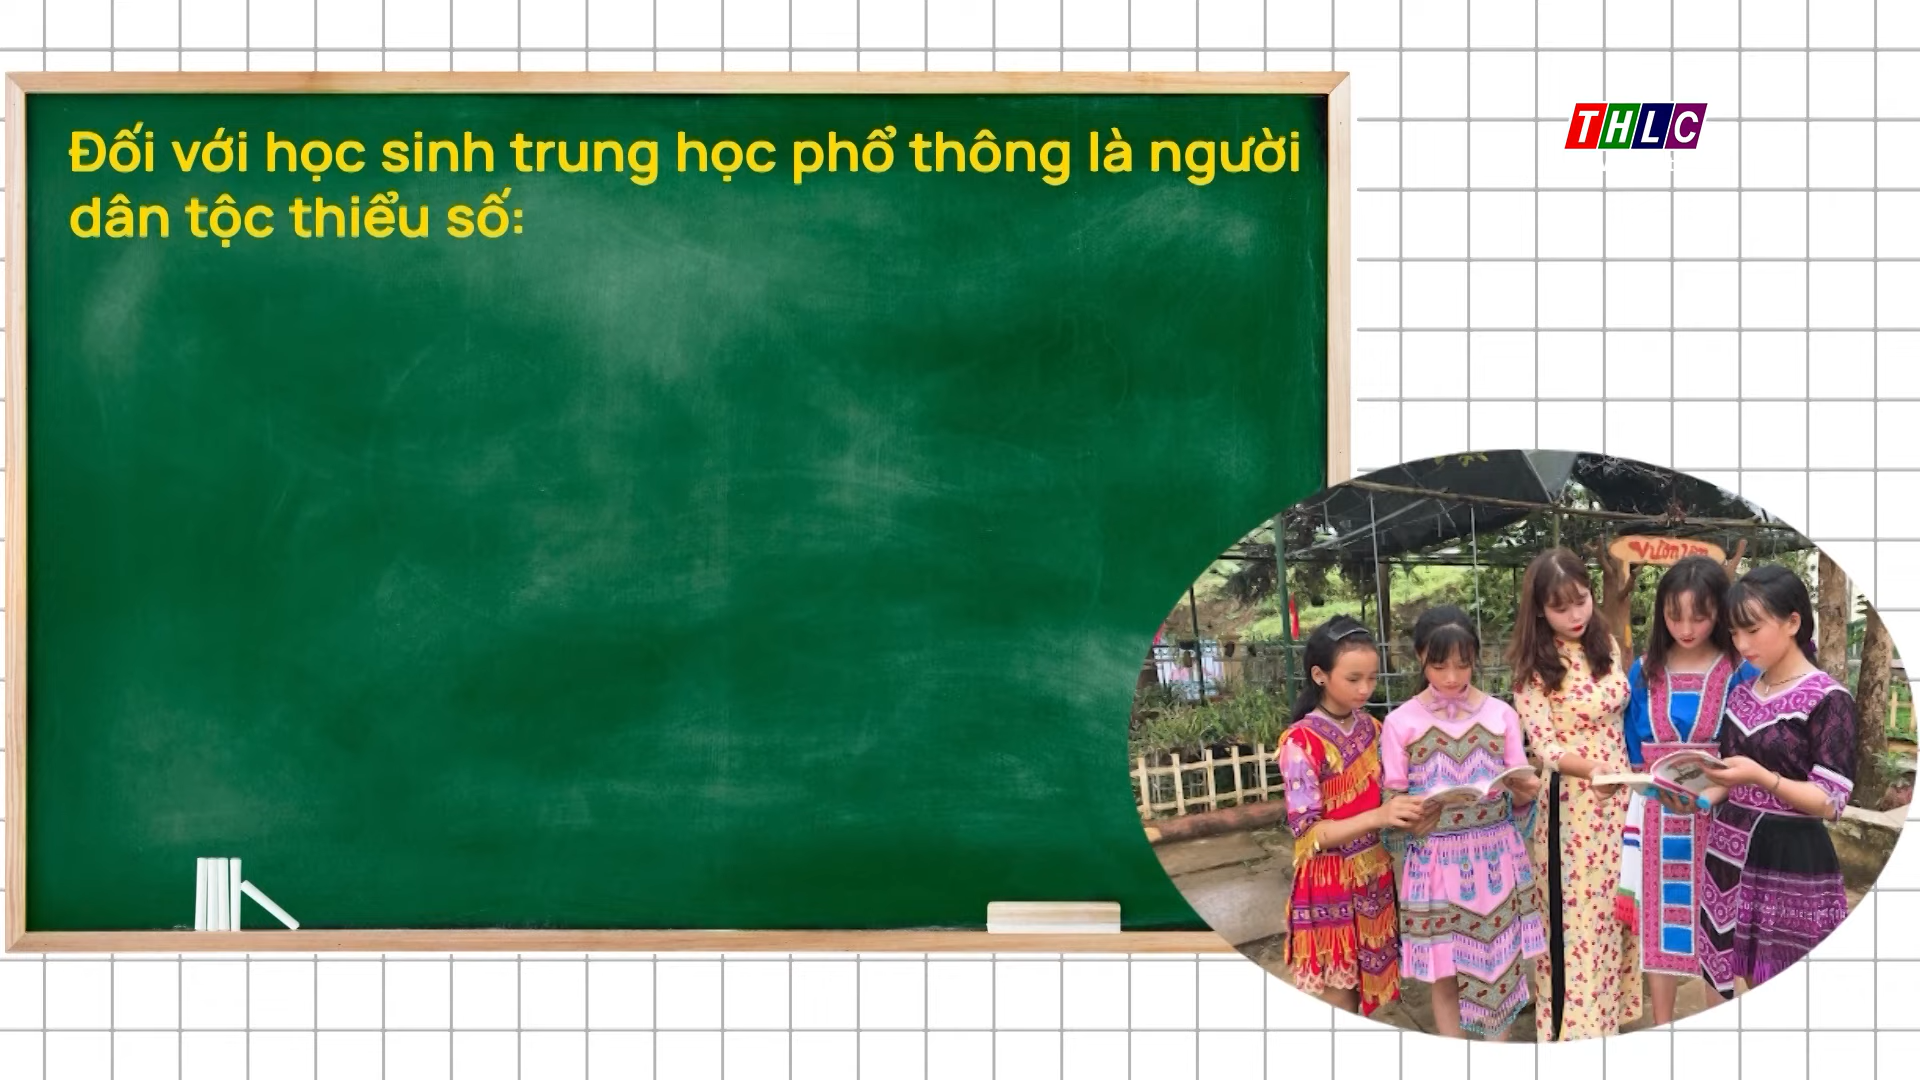 Đối với học sinh trung học phổ thông là người
dân tộc thiểu số:
THLC